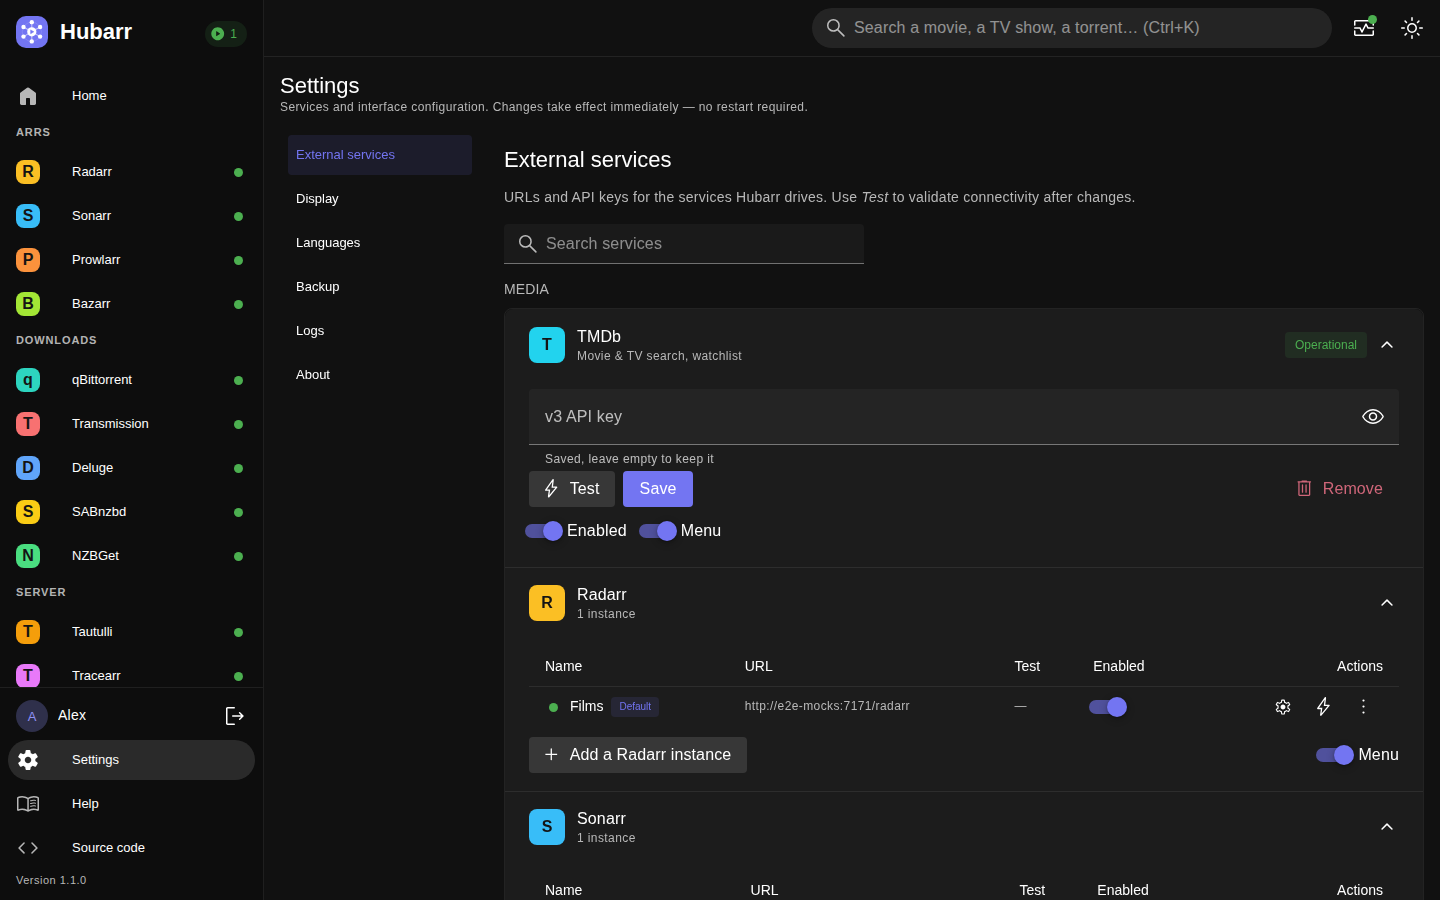 Hubarr
1
Search a movie, a TV show, a torrent… (Ctrl+K)
Home
ARRS
R Radarr
S Sonarr
P Prowlarr
B Bazarr
DOWNLOADS
q qBittorrent
T Transmission
D Deluge
S SABnzbd
N NZBGet
SERVER
T Tautulli
T Tracearr
A Alex
Settings
Help
Source code
Version 1.1.0
Settings
Services and interface configuration. Changes take effect immediately — no restart required.
External services
Display
Languages
Backup
Logs
About
External services
URLs and API keys for the services Hubarr drives. Use Test to validate connectivity after changes.
Search services
MEDIA
T TMDb
Movie & TV search, watchlist
Operational
v3 API key
Saved, leave empty to keep it
Test Save Remove
Enabled Menu
R Radarr
1 instance
Name URL Test Enabled Actions
Films Default http://e2e-mocks:7171/radarr —
Add a Radarr instance Menu
S Sonarr
1 instance
Name URL Test Enabled Actions